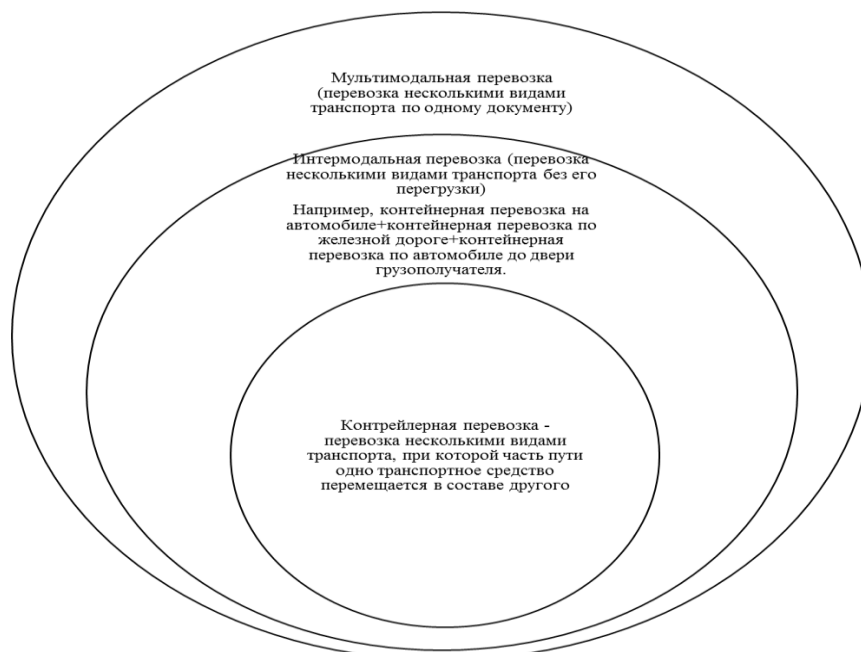 Мультимодальная перевозка
(перевозка несколькими видами
транспорта по одному документу)
Интермодальная перевозка (перевозка
несколькими видами транспорта без его
перегрузки)
Например, контейнерная перевозка на
автомобиле+контейнерная перевозка по
железной дороге+контейнерная
перевозка по автомобиле до двери
грузополучателя.
Контрейлерная перевозка -
перевозка несколькими видами
транспорта, при которой часть пути
одно транспортное средство
перемещается в составе другого